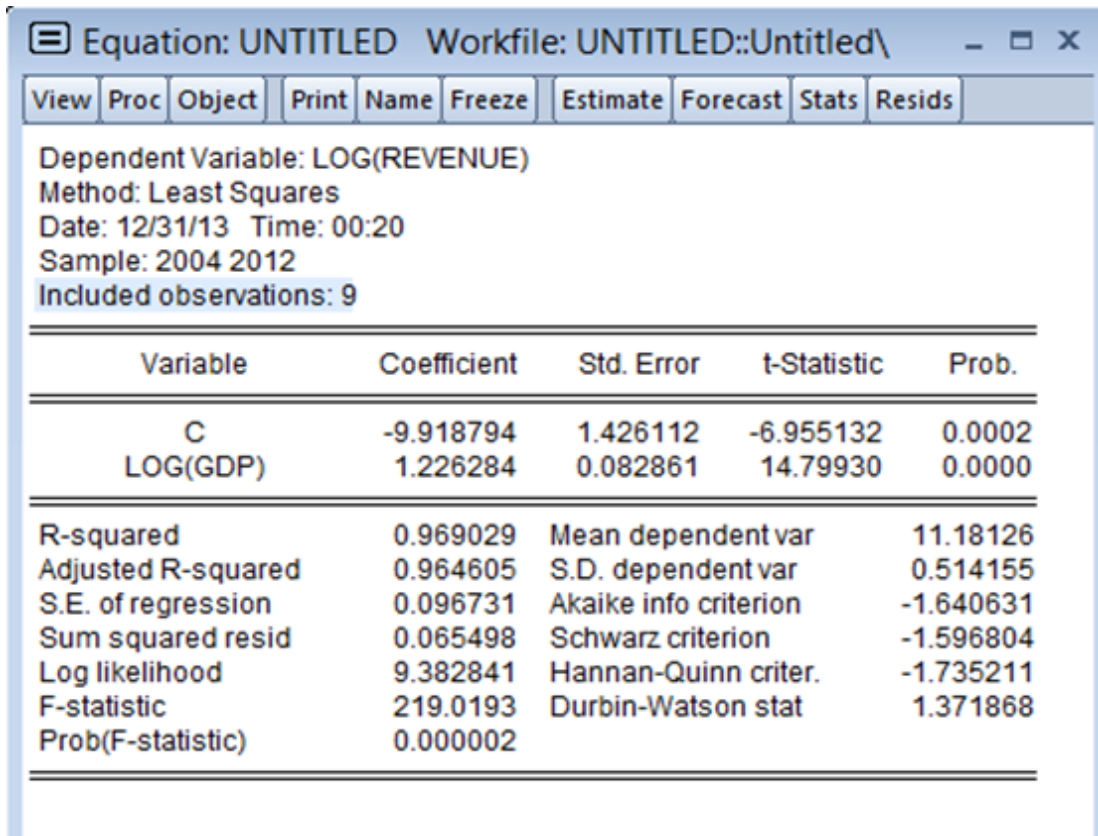 Equation: UNTITLED Workfile: UNTITLED::Untitled\
View Proc Object Print Name Freeze Estimate Forecast Stats Resids
Dependent Variable: LOG(REVENUE)
Method: Least Squares
Date: 12/31/13 Time: 00:20
Sample: 2004 2012
Included observations: 9
Variable Coefficient Std. Error t-Statistic Prob.
C -9.918794 1.426112 -6.955132 0.0002
LOG(GDP) 1.226284 0.082861 14.79930 0.0000
R-squared 0.969029 Mean dependent var 11.18126
Adjusted R-squared 0.964605 S.D. dependent var 0.514155
S.E. of regression 0.096731 Akaike info criterion -1.640631
Sum squared resid 0.065498 Schwarz criterion -1.596804
Log likelihood 9.382841 Hannan-Quinn criter. -1.735211
F-statistic 219.0193 Durbin-Watson stat 1.371868
Prob(F-statistic) 0.000002